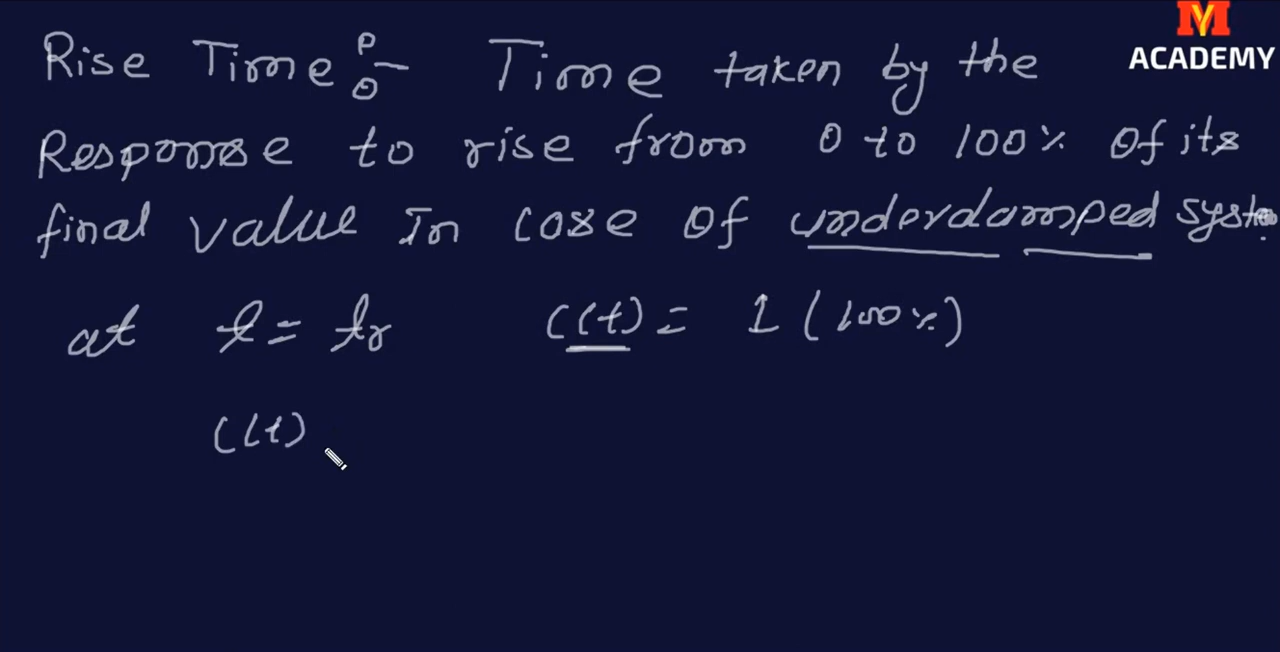 M
ACADEMY
Rise Time :- Time taken by the
Response to rise from 0 to 100% of its
final value In case of underdamped system
at t = tr c(t) = 1 (100%)
c(t)